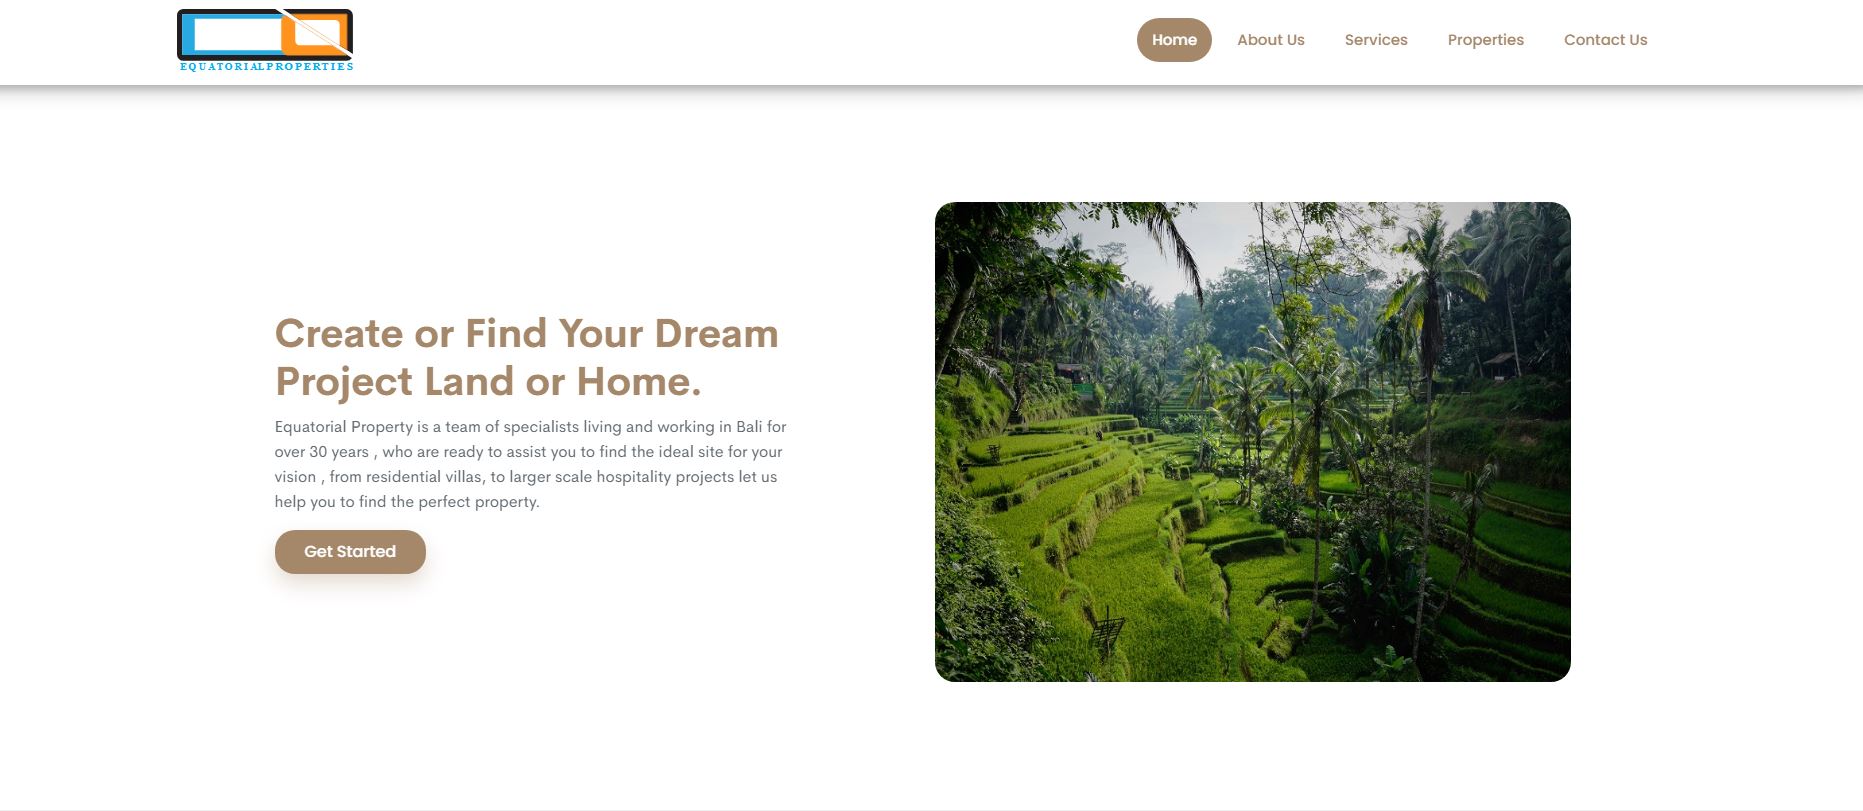 EQUATORIALPROPERTIES
Home
About Us
Services
Properties
Contact Us
Create or Find Your Dream
Project Land or Home.
Equatorial Property is a team of specialists living and working in Bali for
over 30 years , who are ready to assist you to find the ideal site for your
vision , from residential villas, to larger scale hospitality projects let us
help you to find the perfect property.
Get Started